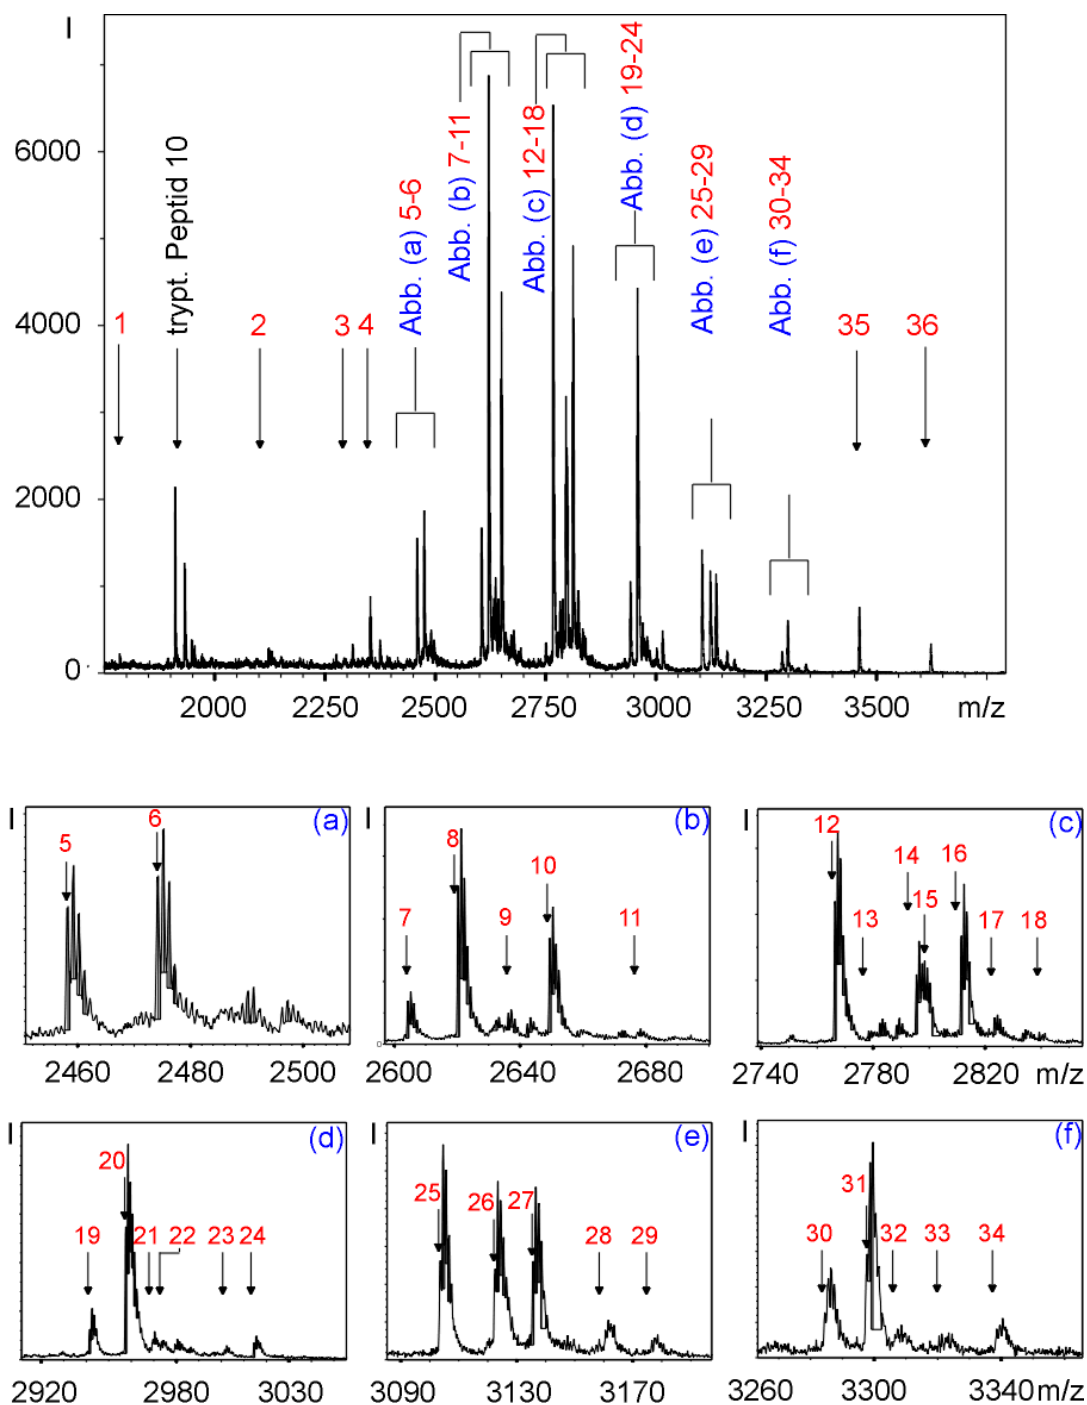 I
6000
4000
2000
0
1
trypt. Peptid 10
2
3
4
Abb. (a) 5-6
Abb. (b) 7-11
Abb. (c) 12-18
Abb. (d) 19-24
Abb. (e) 25-29
Abb. (f) 30-34
35
36
2000 2250 2500 2750 3000 3250 3500 m/z
I
(a)
5
6
2460 2480 2500
I
(b)
7
8
9
10
11
0
2600 2640 2680
I
(c)
12
13
14
15
16
17
18
2740 2780 2820 m/z
I
(d)
19
20
21
22
23
24
2920 2980 3030
I
(e)
25
26
27
28
29
3090 3130 3170
I
(f)
30
31
32
33
34
3260 3300 3340 m/z